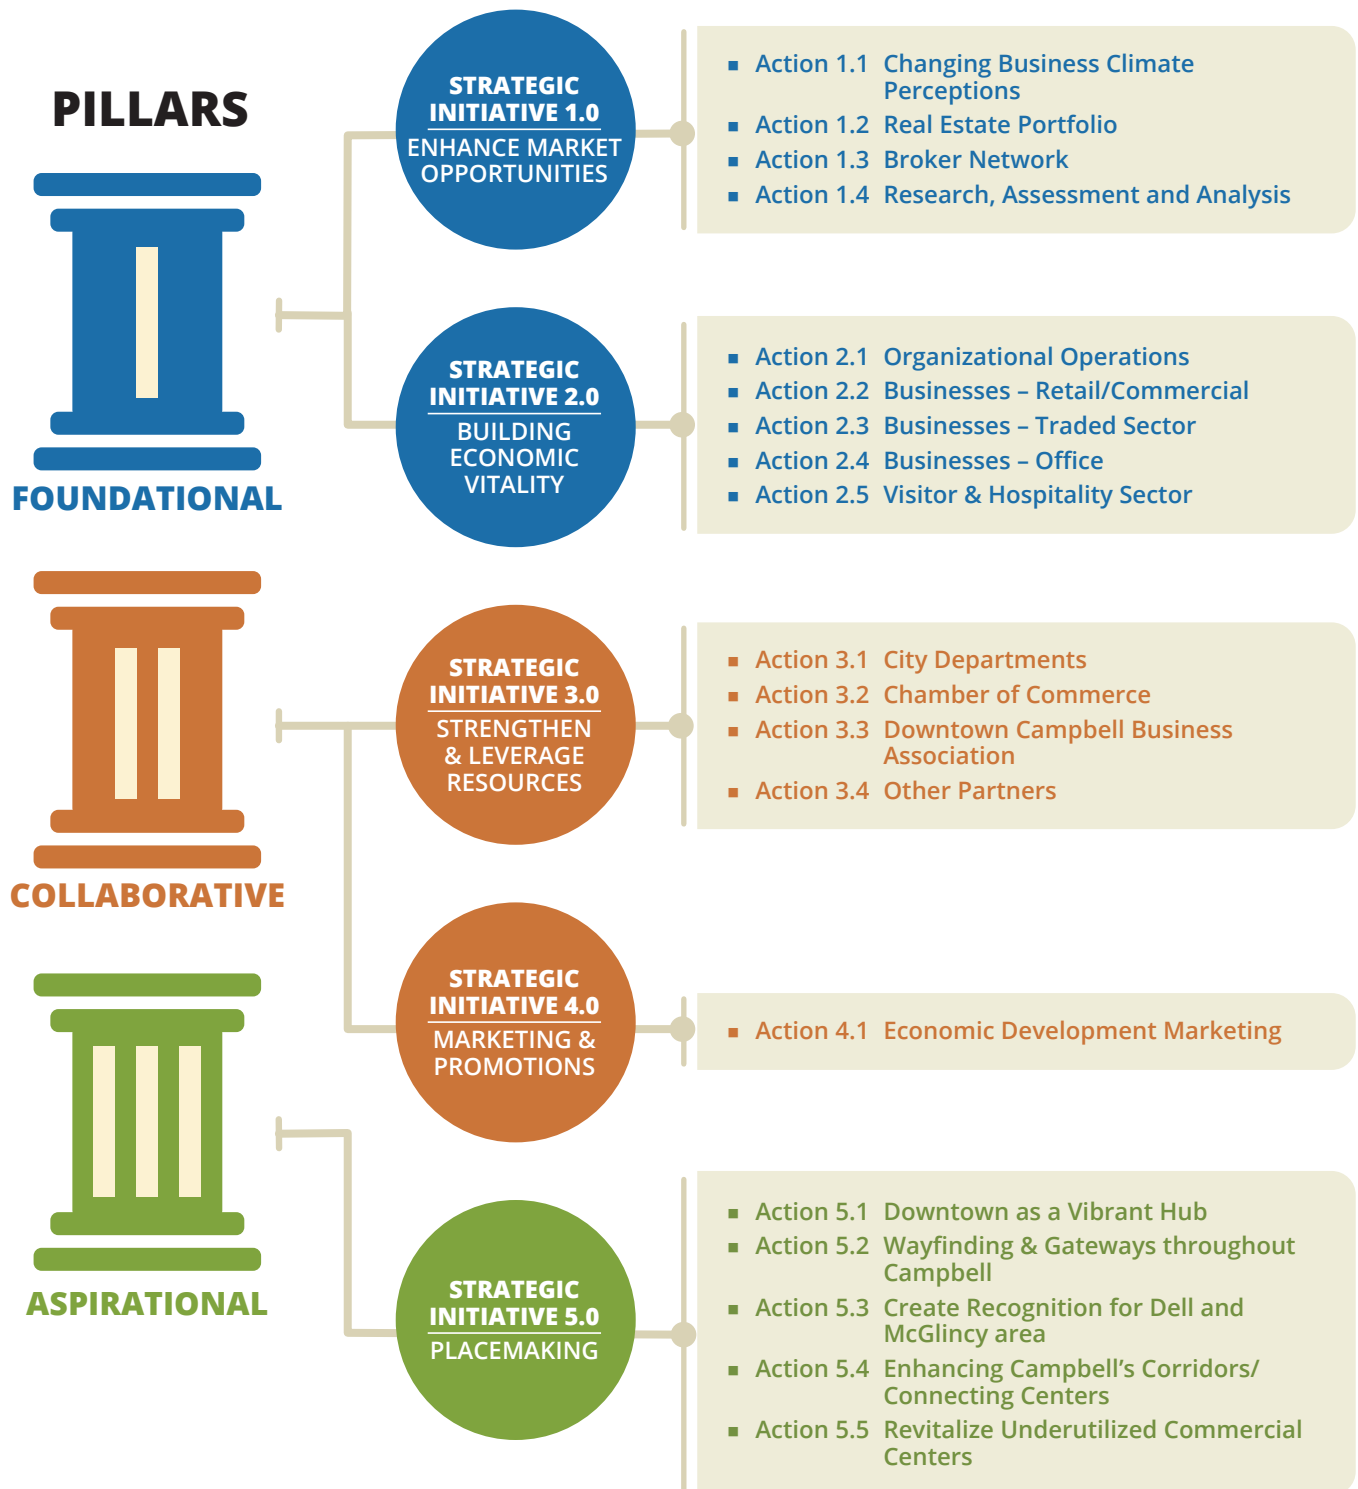 PILLARS
FOUNDATIONAL
STRATEGIC
INITIATIVE 1.0
ENHANCE MARKET
OPPORTUNITIES
▪ Action 1.1 Changing Business Climate
Perceptions
▪ Action 1.2 Real Estate Portfolio
▪ Action 1.3 Broker Network
▪ Action 1.4 Research, Assessment and Analysis
STRATEGIC
INITIATIVE 2.0
BUILDING
ECONOMIC
VITALITY
▪ Action 2.1 Organizational Operations
▪ Action 2.2 Businesses – Retail/Commercial
▪ Action 2.3 Businesses – Traded Sector
▪ Action 2.4 Businesses – Office
▪ Action 2.5 Visitor & Hospitality Sector
COLLABORATIVE
STRATEGIC
INITIATIVE 3.0
STRENGTHEN
& LEVERAGE
RESOURCES
▪ Action 3.1 City Departments
▪ Action 3.2 Chamber of Commerce
▪ Action 3.3 Downtown Campbell Business
Association
▪ Action 3.4 Other Partners
STRATEGIC
INITIATIVE 4.0
MARKETING &
PROMOTIONS
▪ Action 4.1 Economic Development Marketing
ASPIRATIONAL
STRATEGIC
INITIATIVE 5.0
PLACEMAKING
▪ Action 5.1 Downtown as a Vibrant Hub
▪ Action 5.2 Wayfinding & Gateways throughout
Campbell
▪ Action 5.3 Create Recognition for Dell and
McGlincy area
▪ Action 5.4 Enhancing Campbell’s Corridors/
Connecting Centers
▪ Action 5.5 Revitalize Underutilized Commercial
Centers